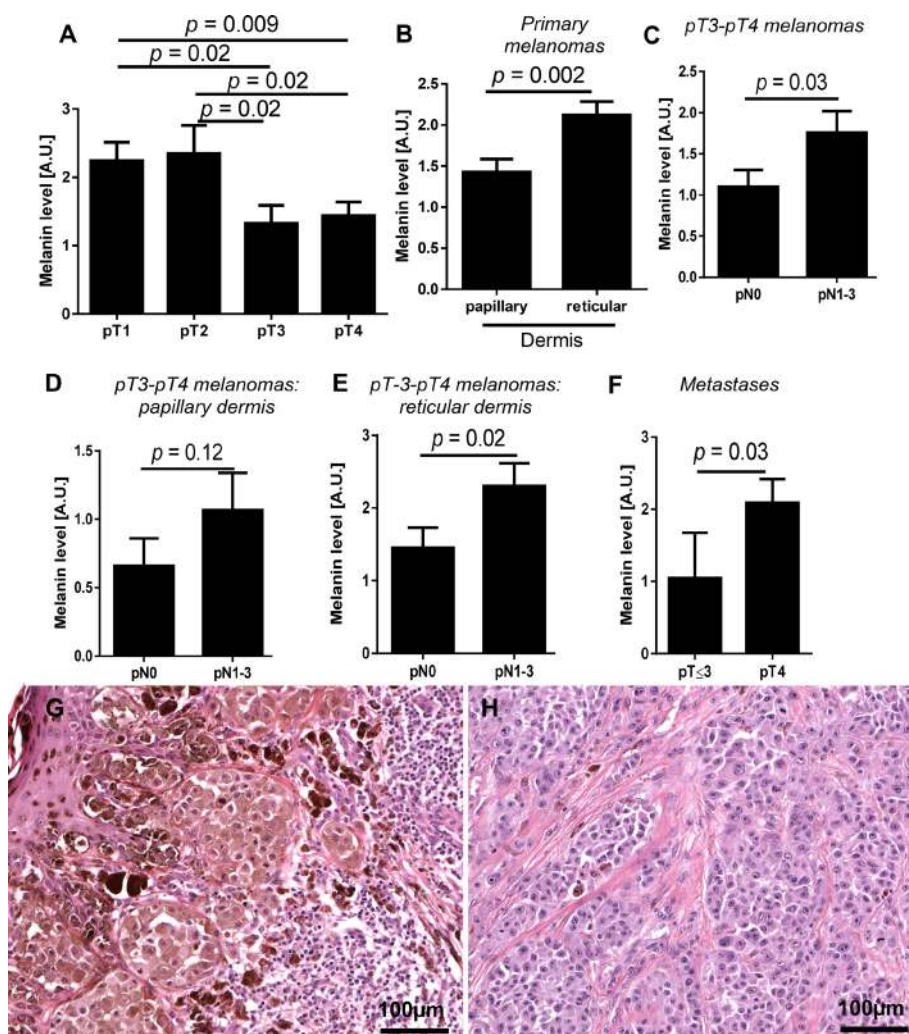 A
p = 0.009
p = 0.02
p = 0.02
p = 0.02
Melanin level [A.U.]
3
2
1
0
pT1 pT2 pT3 pT4
B
Primary
melanomas
p = 0.002
Melanin level [A.U.]
2.5
2.0
1.5
1.0
0.5
0.0
papillary reticular
Dermis
C
pT3-pT4 melanomas
p = 0.03
Melanin level [A.U.]
2.5
2.0
1.5
1.0
0.5
0.0
pN0 pN1-3
D
pT3-pT4 melanomas:
papillary dermis
p = 0.12
Melanin level [A.U.]
1.5
1.0
0.5
0.0
pN0 pN1-3
E
pT-3-pT4 melanomas:
reticular dermis
p = 0.02
Melanin level [A.U.]
3
2
1
0
pN0 pN1-3
F
Metastases
p = 0.03
Melanin level [A.U.]
3
2
1
0
pT≤3 pT4
G
100µm
H
100µm